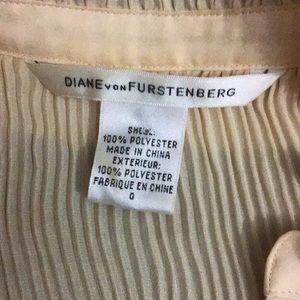 DIANE VON FURSTENBERG
SHELL:
100% POLYESTER
MADE IN CHINA
EXTERIEUR:
100% POLYESTER
FABRIQUE EN CHINE
0